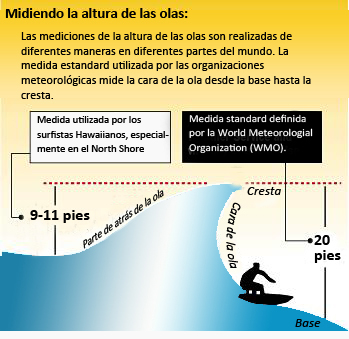 Midiendo la altura de las olas:
Las mediciones de la altura de las olas son realizadas de
diferentes maneras en diferentes partes del mundo. La
medida estandard utilizada por las organizaciones
meteorológicas mide la cara de la ola desde la base hasta la
cresta.
Medida utilizada por los
surfistas Hawaiianos, especial-
mente en el North Shore
Medida standard definida
por la World Meteorologial
Organization (WMO).
Cresta
9-11 pies
Parte de atrás de la ola
Cara de la ola
20
pies
Base